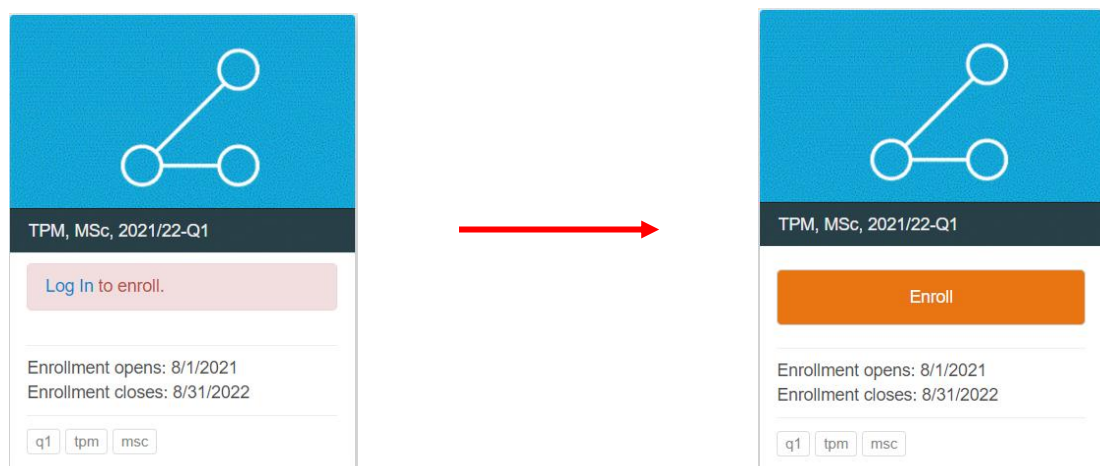 TPM, MSc, 2021/22-Q1
Log In to enroll.
Enrollment opens: 8/1/2021
Enrollment closes: 8/31/2022
q1 tpm msc
TPM, MSc, 2021/22-Q1
Enroll
Enrollment opens: 8/1/2021
Enrollment closes: 8/31/2022
q1 tpm msc